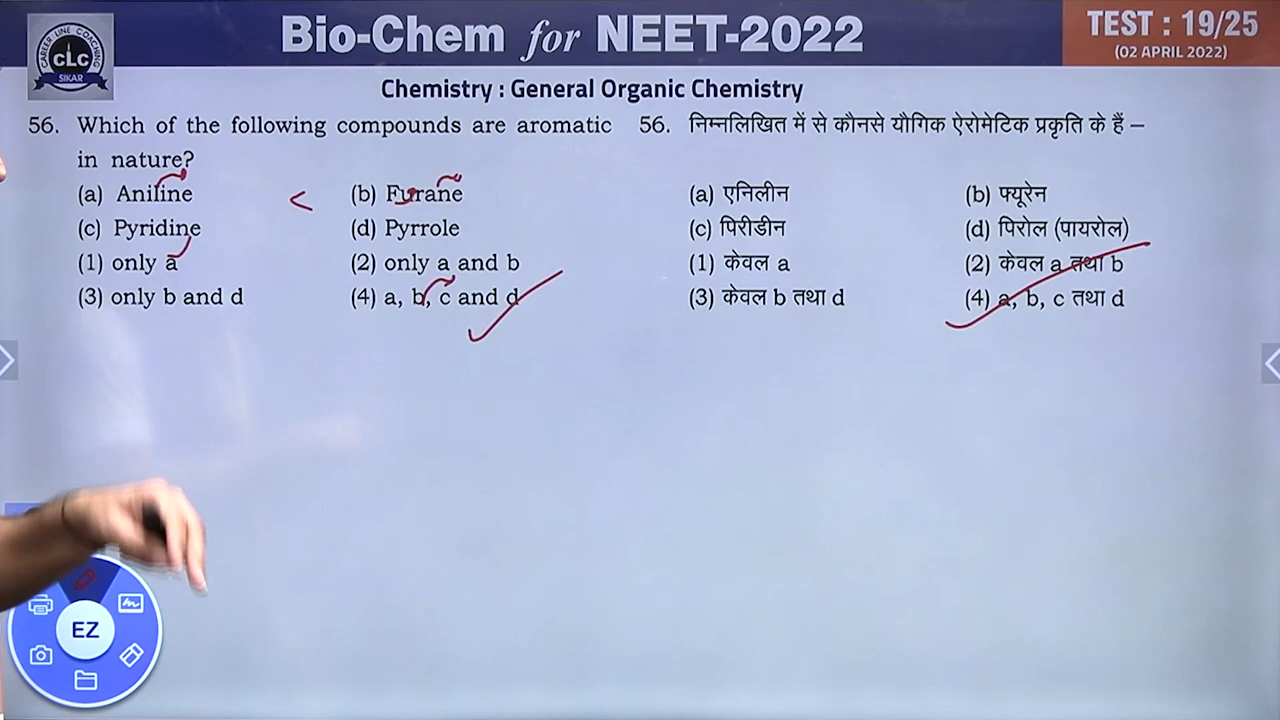 CAREER LINE COACHING
CLC
SIKAR
Bio-Chem for NEET-2022
TEST : 19/25
(02 APRIL 2022)
Chemistry : General Organic Chemistry
56. Which of the following compounds are aromatic
in nature?
(a) Aniline (b) Furane
(c) Pyridine (d) Pyrrole
(1) only a (2) only a and b
(3) only b and d (4) a, b, c and d
56. निम्नलिखित में से कौनसे यौगिक ऐरोमेटिक प्रकृति के हैं –
(a) एनिलीन (b) फ्यूरेन
(c) पिरीडीन (d) पिरोल (पायरोल)
(1) केवल a (2) केवल a तथा b
(3) केवल b तथा d (4) a, b, c तथा d
EZ